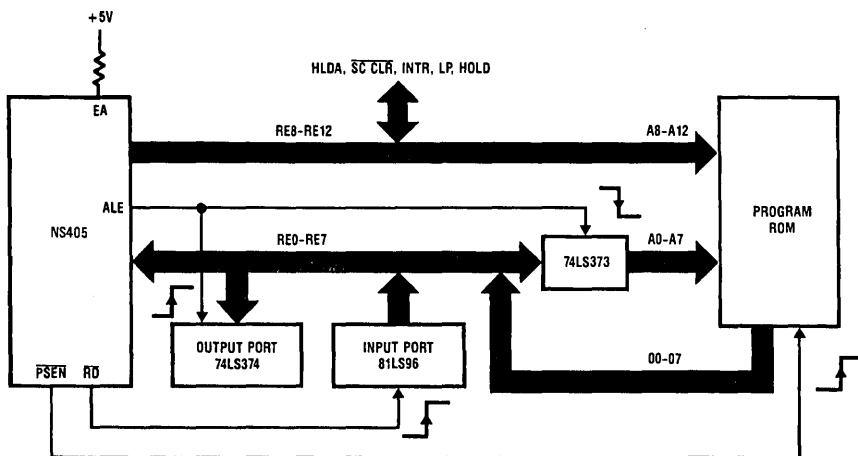 +5V
HLDA, SC CLR, INTR, LP, HOLD
EA
RE8-RE12
A8-A12
NS405
ALE
PROGRAM
ROM
RE0-RE7
74LS373
A0-A7
OUTPUT PORT
74LS374
INPUT PORT
81LS96
00-07
PSEN
RD